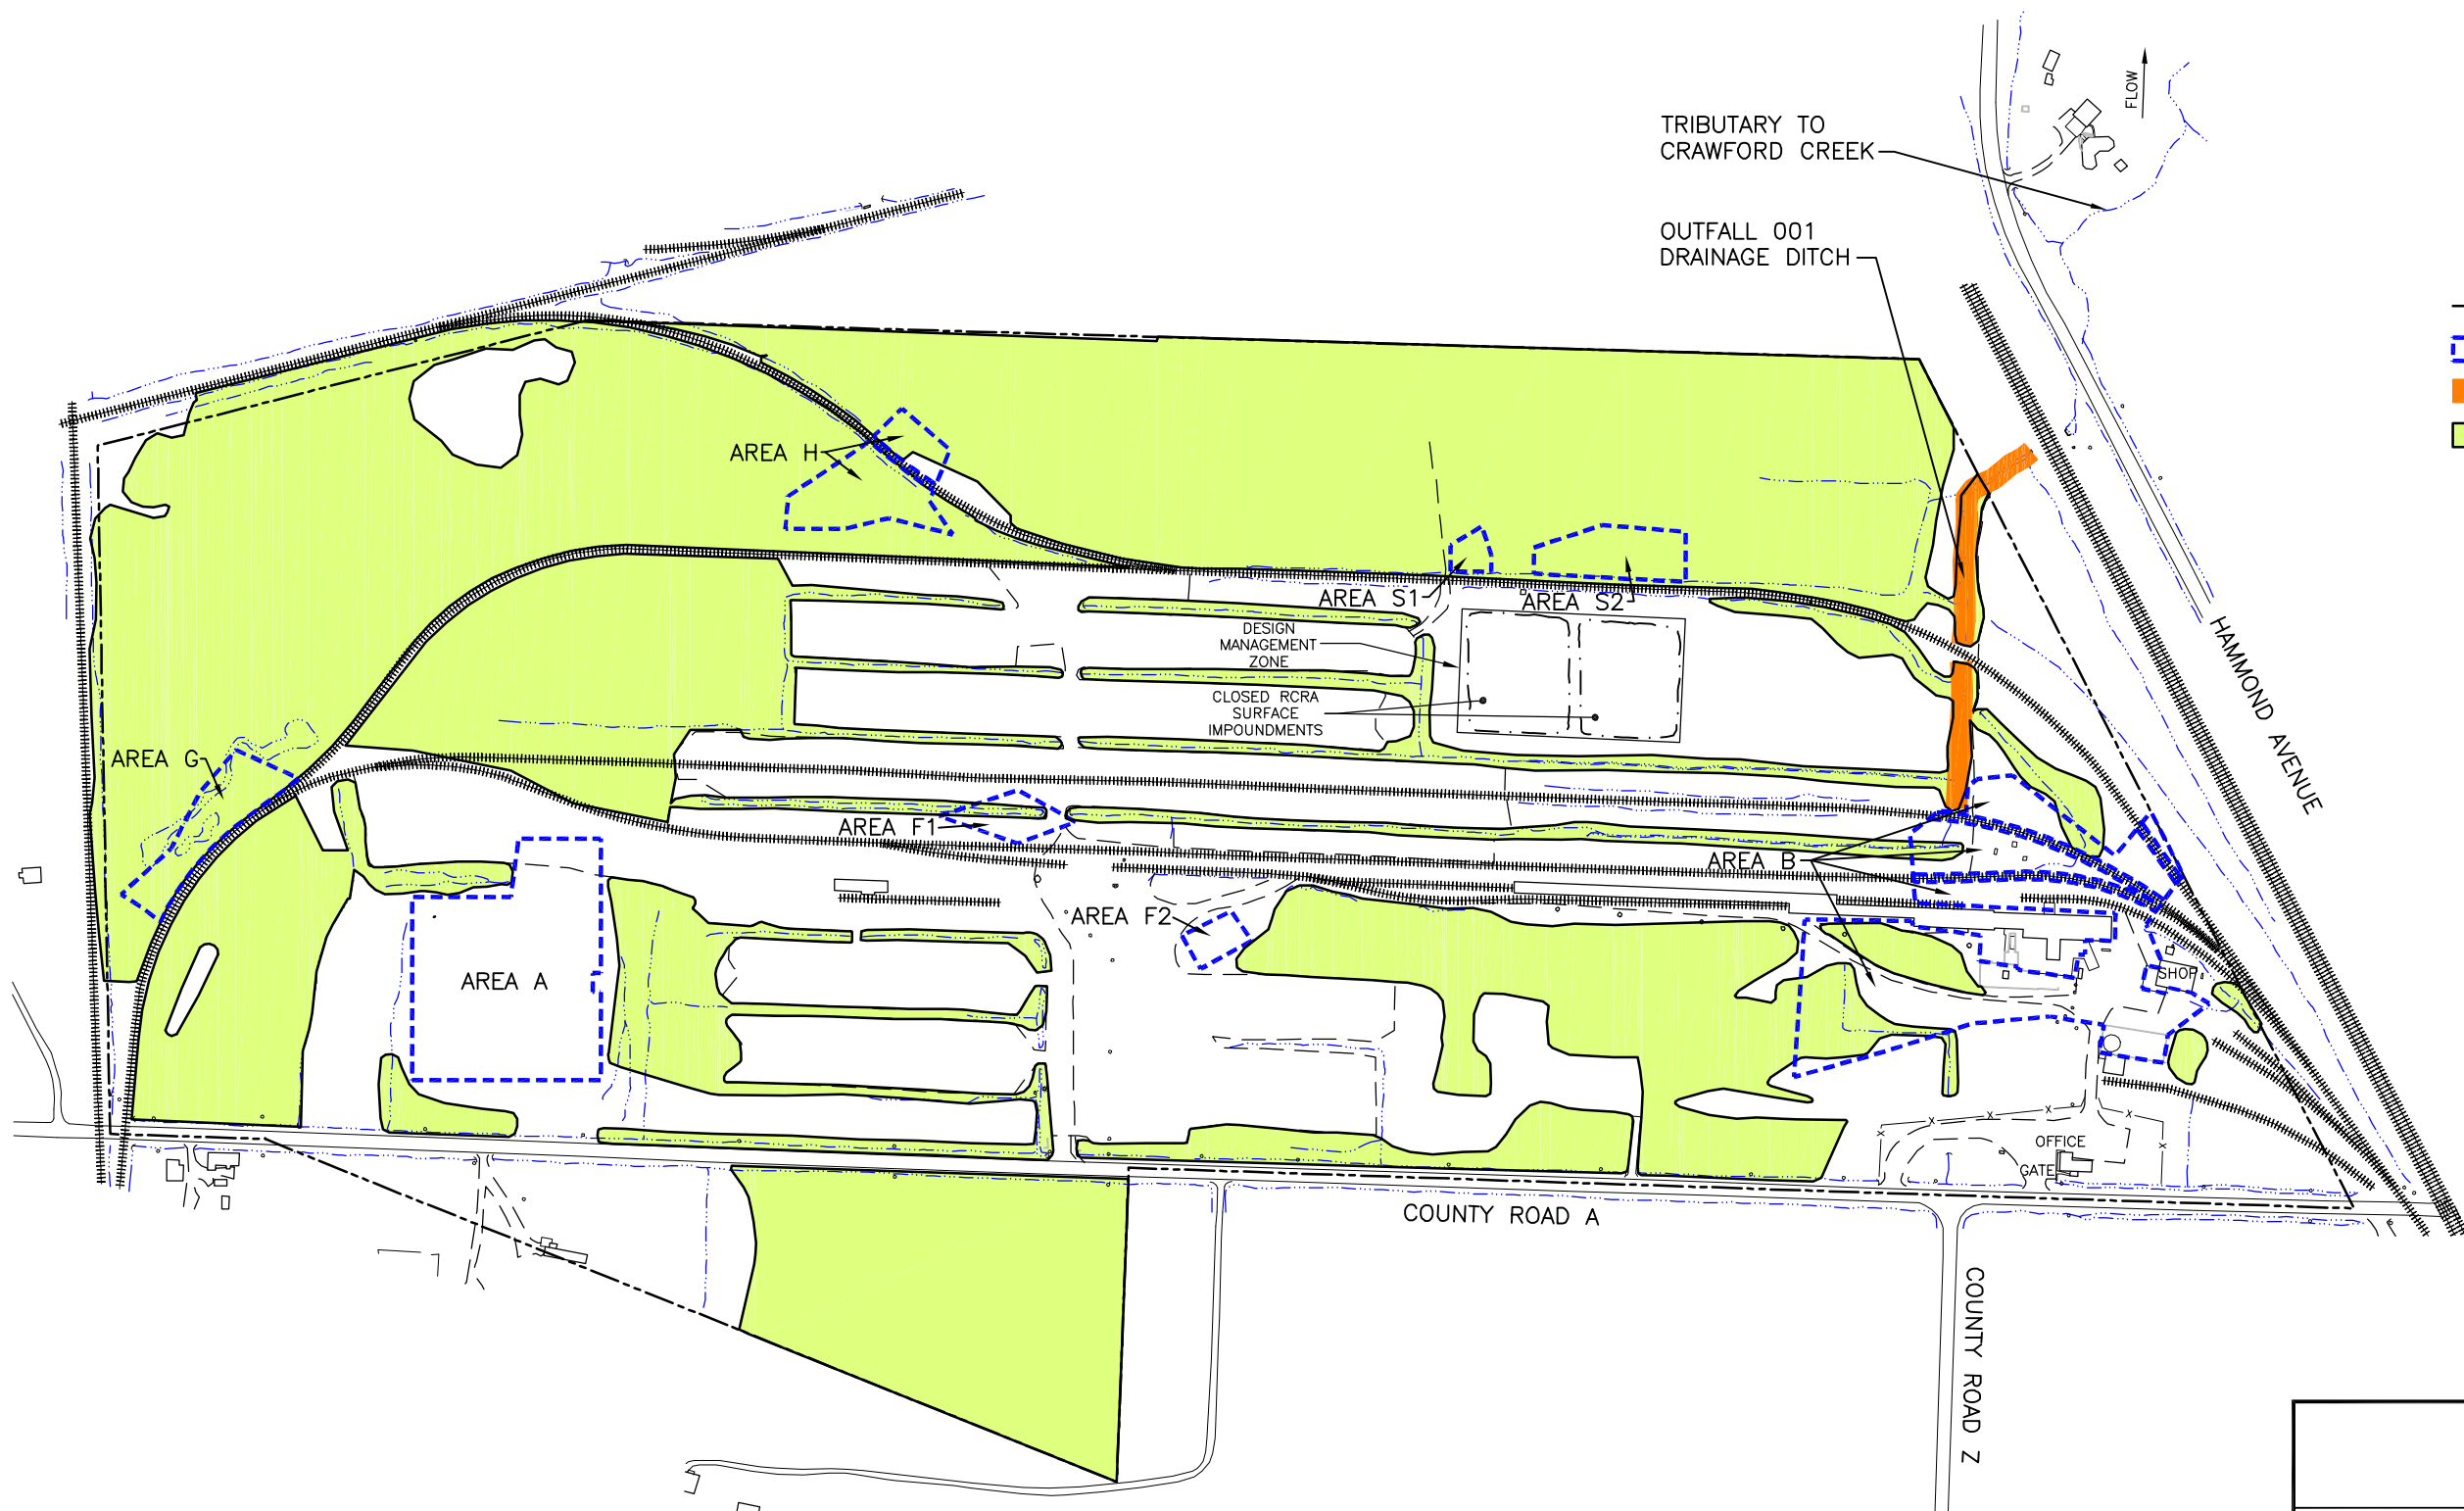 FLOW
TRIBUTARY TO
CRAWFORD CREEK
OUTFALL 001
DRAINAGE DITCH
AREA H
AREA S1
AREA S2
DESIGN
MANAGEMENT
ZONE
HAMMOND AVENUE
CLOSED RCRA
SURFACE
IMPOUNDMENTS
AREA G
AREA F1
AREA B
AREA F2
AREA A
SHOP
OFFICE
GATE
COUNTY ROAD A
COUNTY ROAD Z